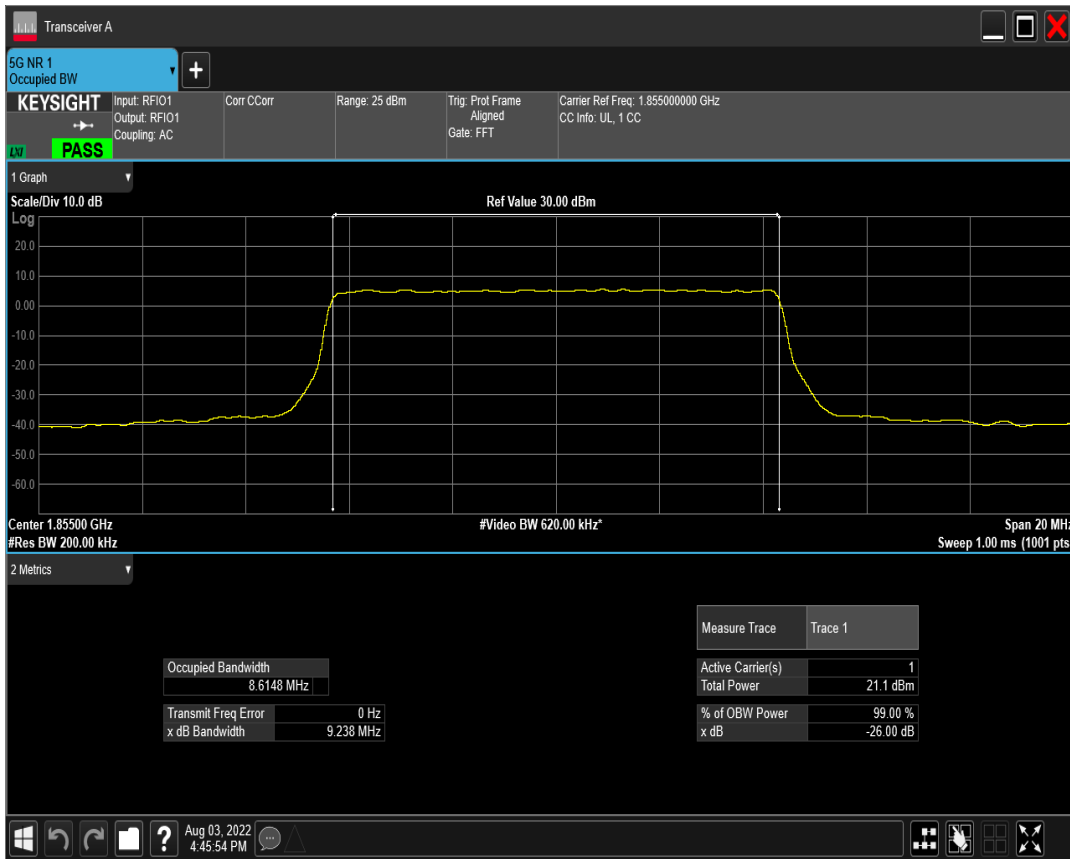 Transceiver A
5G NR 1
Occupied BW
+
KEYSIGHT
LXI
PASS
Input: RFIO1
Output: RFIO1
Coupling: AC
Corr CCorr
Range: 25 dBm
Trig: Prot Frame
Aligned
Gate: FFT
Carrier Ref Freq: 1.855000000 GHz
CC Info: UL, 1 CC
1 Graph
Scale/Div 10.0 dB
Ref Value 30.00 dBm
Log
20.0
10.0
0.00
-10.0
-20.0
-30.0
-40.0
-50.0
-60.0
Center 1.85500 GHz
#Video BW 620.00 kHz*
Span 20 MHz
#Res BW 200.00 kHz
Sweep 1.00 ms (1001 pts
2 Metrics
Measure Trace Trace 1
Occupied Bandwidth
8.6148 MHz
Active Carrier(s) 1
Total Power 21.1 dBm
Transmit Freq Error 0 Hz
x dB Bandwidth 9.238 MHz
% of OBW Power 99.00 %
x dB -26.00 dB
?
Aug 03, 2022
4:45:54 PM